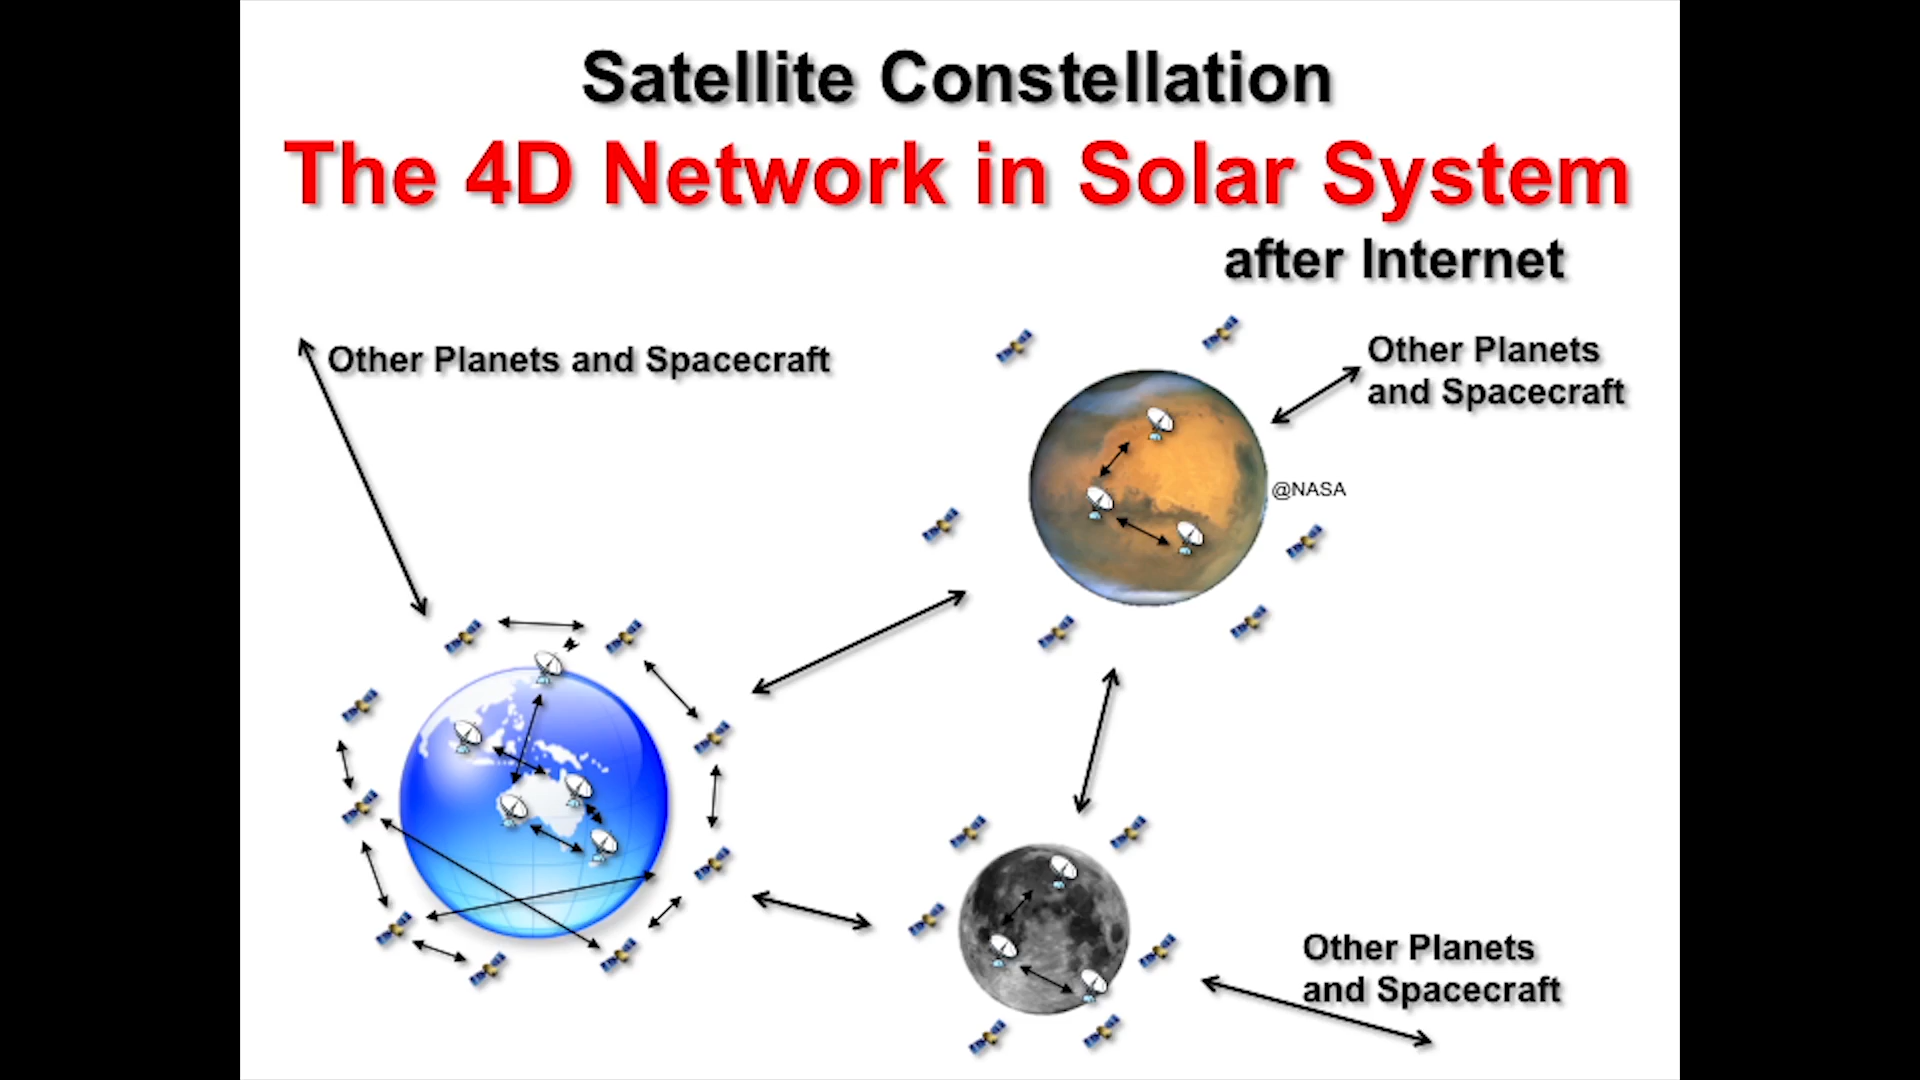 Satellite Constellation
The 4D Network in Solar System
after Internet
Other Planets and Spacecraft
Other Planets
and Spacecraft
@NASA
Other Planets
and Spacecraft